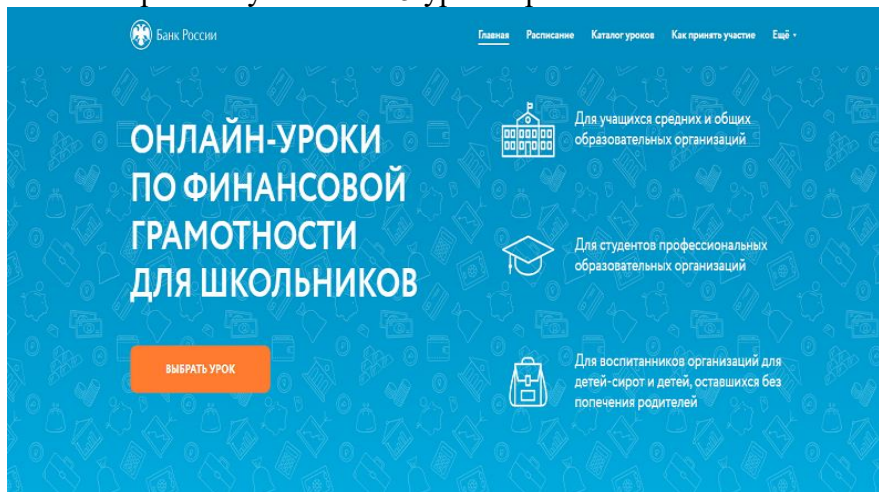 Банк России
Главная Расписание Каталог уроков Как принять участие Ещё
ОНЛАЙН-УРОКИ
ПО ФИНАНСОВОЙ
ГРАМОТНОСТИ
ДЛЯ ШКОЛЬНИКОВ
ВЫБРАТЬ УРОК
Для учащихся средних и общих
образовательных организаций
Для студентов профессиональных
образовательных организаций
Для воспитанников организаций для
детей-сирот и детей, оставшихся без
попечения родителей